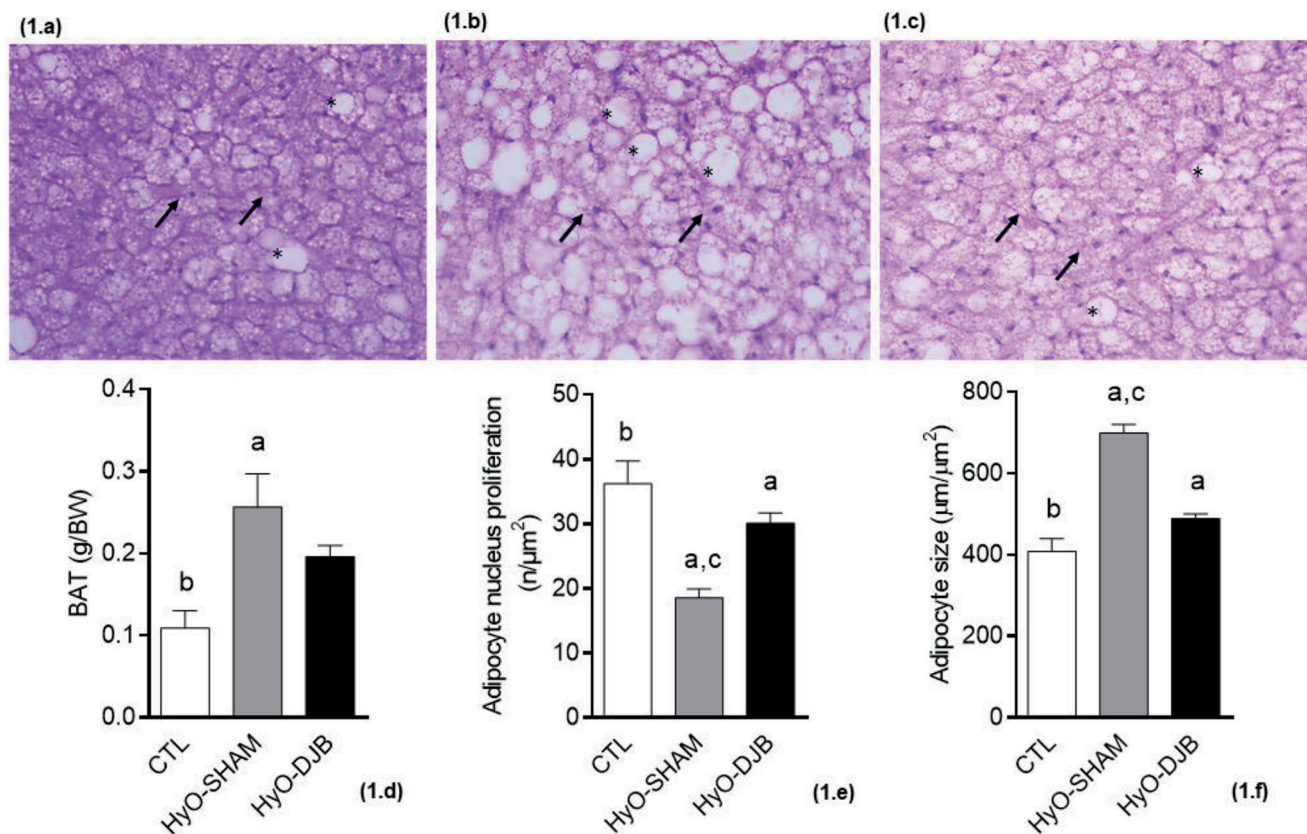 (1.a)
(1.b)
(1.c)
*
*
*
*
*
*
*
BAT (g/BW)
0.4
0.3
0.2
0.1
0.0
b
a
CTL
HyO-SHAM
HyO-DJB
(1.d)
Adipocyte nucleus proliferation
(n/μm²)
50
40
30
20
10
0
b
a,c
a
CTL
HyO-SHAM
HyO-DJB
(1.e)
Adipocyte size (μm/μm²)
800
600
400
200
0
b
a,c
a
CTL
HyO-SHAM
HyO-DJB
(1.f)